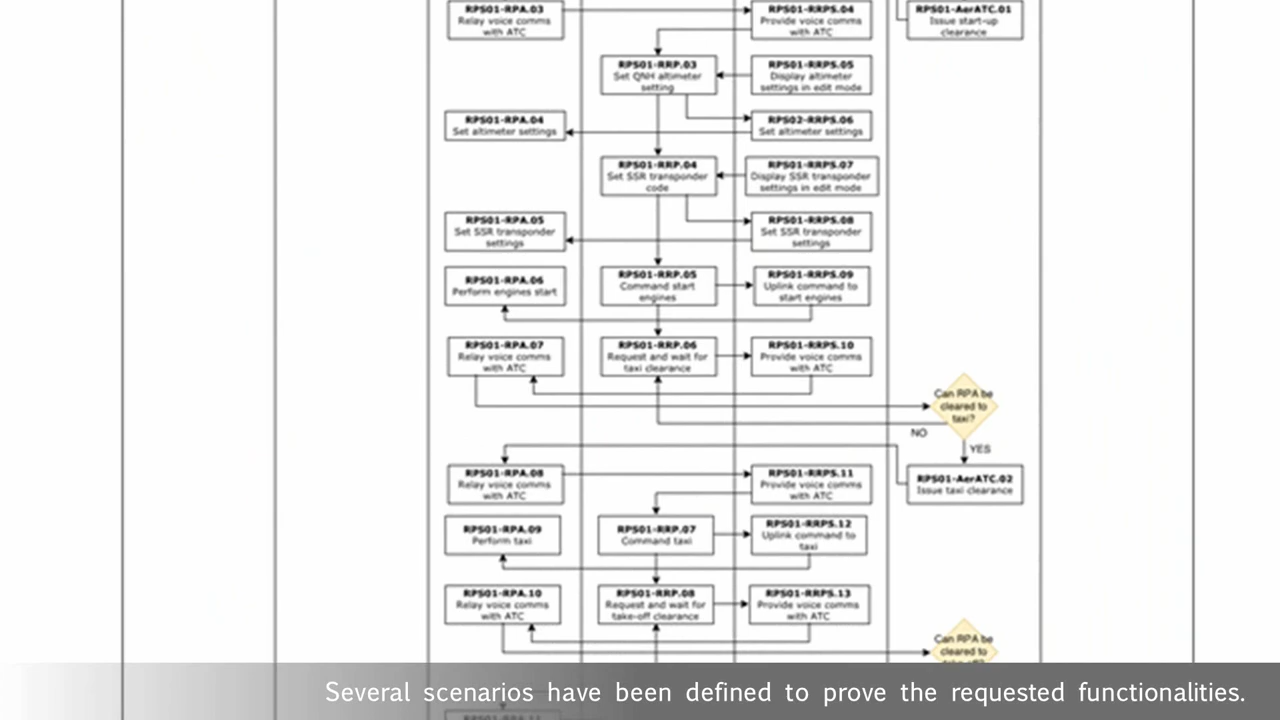 RPS01-RPA.03
Relay voice comms
with ATC
RPS01-RRPS.04
Provide voice comms
with ATC
RPS01-AerATC.01
Issue start-up
clearance
RPS01-RRP.03
Set QNH altimeter
setting
RPS01-RRPS.05
Display altimeter
settings in edit mode
RPS01-RPA.04
Set altimeter settings
RPS02-RRPS.06
Set altimeter settings
RPS01-RRP.04
Set SSR transponder
code
RPS01-RRPS.07
Display SSR transponder
settings in edit mode
RPS01-RPA.05
Set SSR transponder
settings
RPS01-RRPS.08
Set SSR transponder
settings
RPS01-RPA.06
Perform engines start
RPS01-RRP.05
Command start
engines
RPS01-RRPS.09
Uplink command to
start engines
RPS01-RPA.07
Relay voice comms
with ATC
RPS01-RRP.06
Request and wait for
taxi clearance
RPS01-RRPS.10
Provide voice comms
with ATC
Can RPA be
cleared to
taxi?
NO
YES
RPS01-RPA.08
Relay voice comms
with ATC
RPS01-RRPS.11
Provide voice comms
with ATC
RPS01-AerATC.02
Issue taxi clearance
RPS01-RPA.09
Perform taxi
RPS01-RRP.07
Command taxi
RPS01-RRPS.12
Uplink command to
taxi
RPS01-RPA.10
Relay voice comms
with ATC
RPS01-RRP.08
Request and wait for
take-off clearance
RPS01-RRPS.13
Provide voice comms
with ATC
Can RPA be
cleared to
Several scenarios have been defined to prove the requested functionalities.